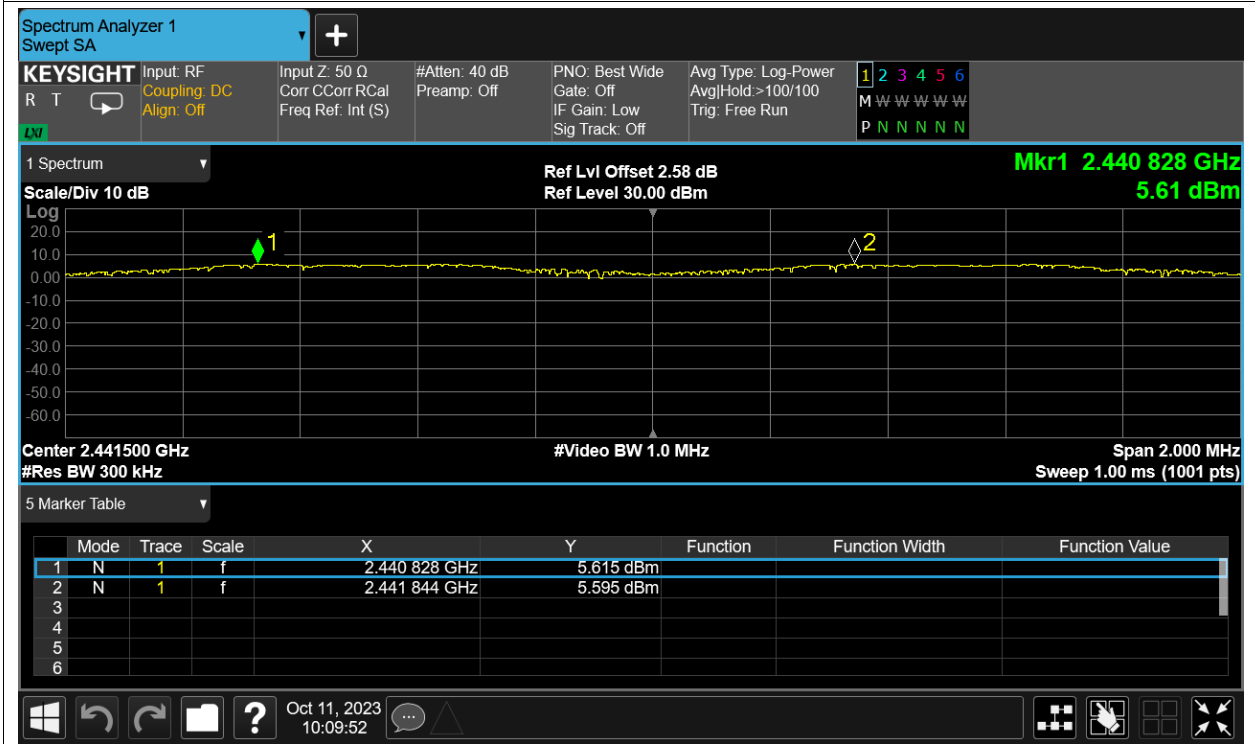 Spectrum Analyzer 1
Swept SA
+
KEYSIGHT
R T
LXI
Input: RF
Coupling: DC
Align: Off
Input Z: 50 Ω
Corr CCorr RCal
Freq Ref: Int (S)
#Atten: 40 dB
Preamp: Off
PNO: Best Wide
Gate: Off
IF Gain: Low
Sig Track: Off
Avg Type: Log-Power
Avg|Hold:>100/100
Trig: Free Run
1 2 3 4 5 6
M W W W W W
P N N N N N
1 Spectrum
Scale/Div 10 dB
Ref Lvl Offset 2.58 dB
Ref Level 30.00 dBm
Mkr1 2.440 828 GHz
5.61 dBm
Log
20.0
10.0
0.00
-10.0
-20.0
-30.0
-40.0
-50.0
-60.0
1
2
Center 2.441500 GHz
#Res BW 300 kHz
#Video BW 1.0 MHz
Span 2.000 MHz
Sweep 1.00 ms (1001 pts)
5 Marker Table
Mode Trace Scale X Y Function Function Width Function Value
1 N 1 f 2.440 828 GHz 5.615 dBm
2 N 1 f 2.441 844 GHz 5.595 dBm
3
4
5
6
?
Oct 11, 2023
10:09:52